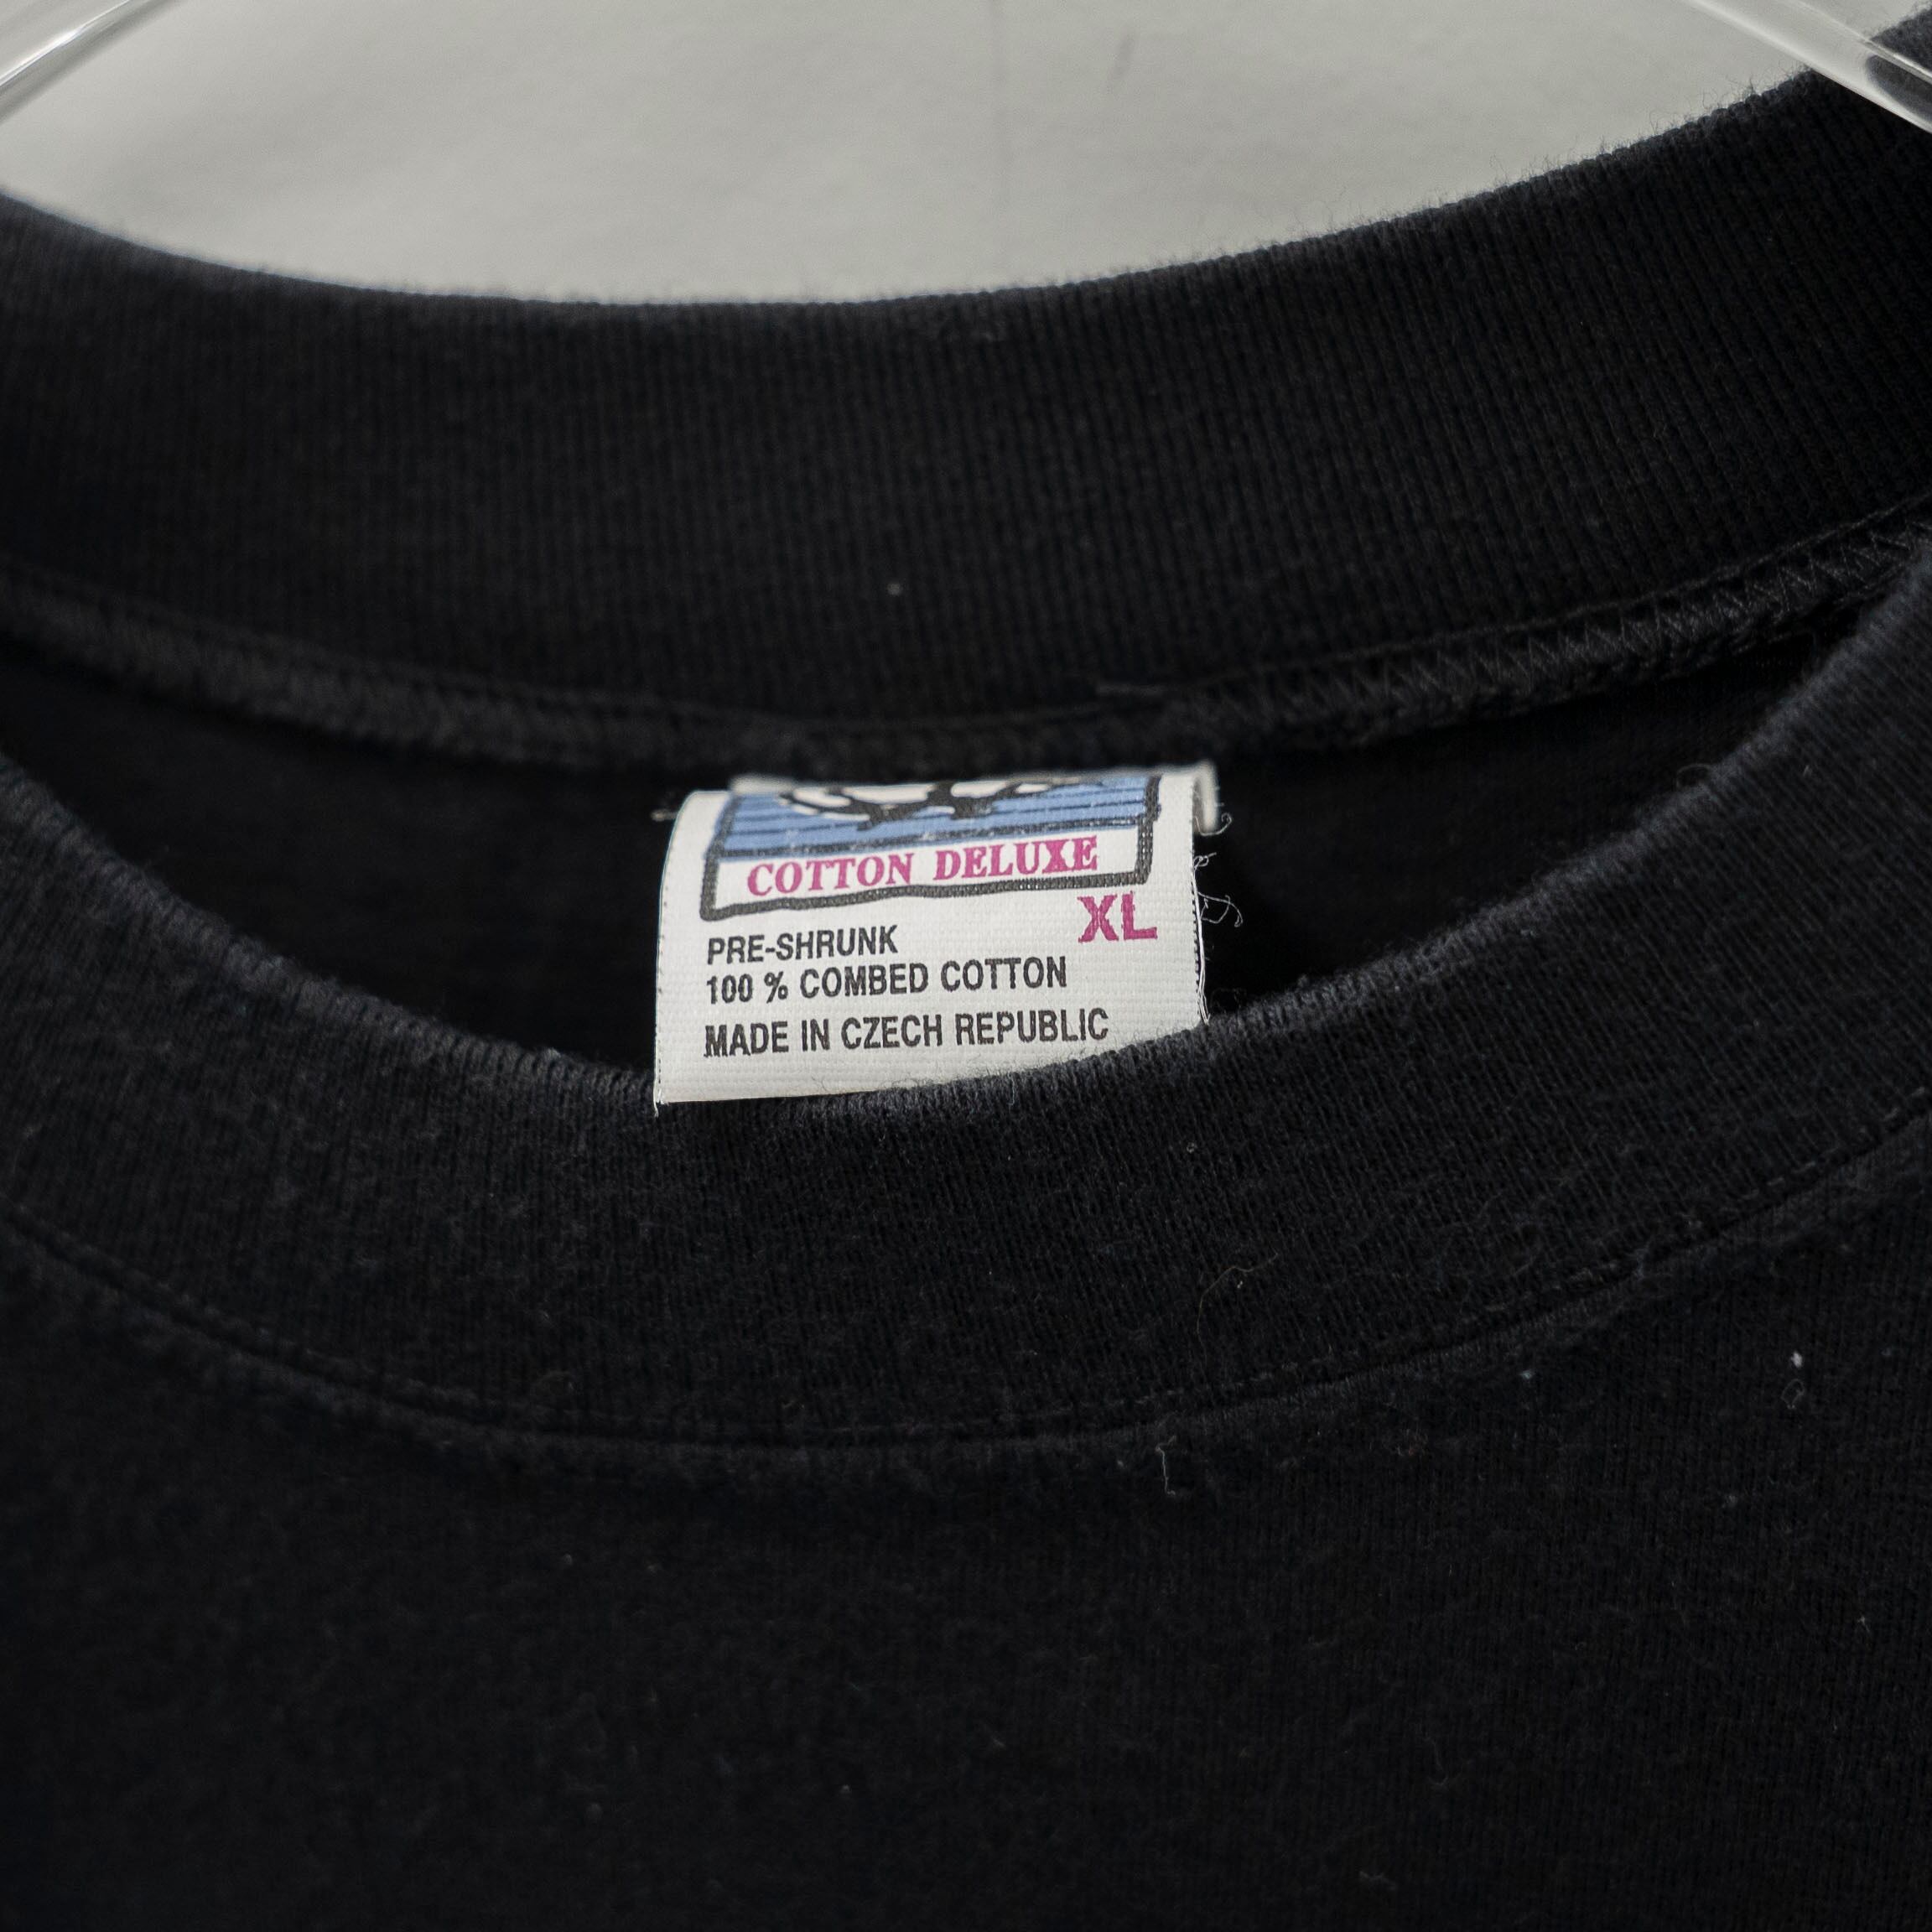 COTTON DELUXE
XL
PRE-SHRUNK
100 % COMBED COTTON
MADE IN CZECH REPUBLIC